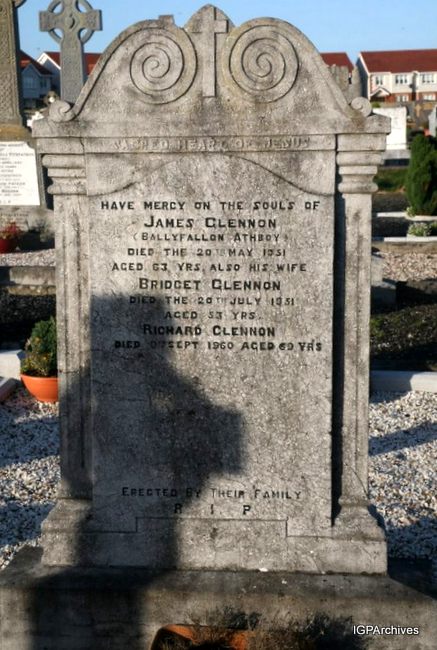 SACRED HEART OF JESUS
HAVE MERCY ON THE SOULS OF
JAMES GLENNON
(BALLYFALLON ATHBOY)
DIED THE 20TH MAY 1931
AGED 63 YRS. ALSO HIS WIFE
BRIDGET GLENNON
DIED THE 20TH JULY 1931
AGED 53 YRS.
RICHARD GLENNON
DIED SEPT 1960 AGED 69 YRS
ERECTED BY THEIR FAMILY
R I P
IGPArchives